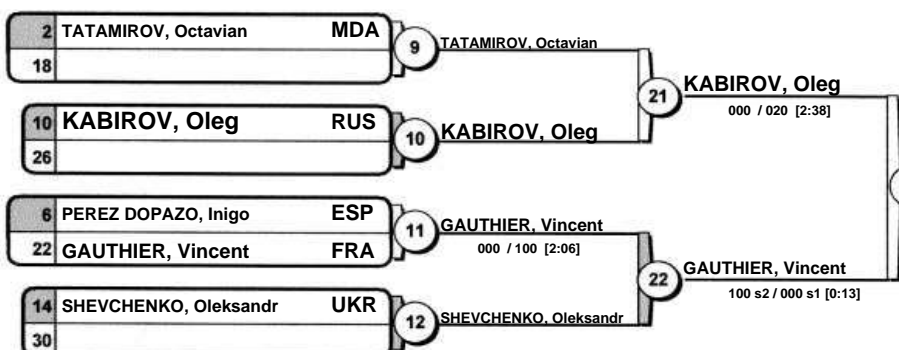 2 TATAMIROV, Octavian MDA
18
9
TATAMIROV, Octavian
10 KABIROV, Oleg RUS
26
10
KABIROV, Oleg
21
KABIROV, Oleg
000 / 020 [2:38]
6 PEREZ DOPAZO, Inigo ESP
22 GAUTHIER, Vincent FRA
11
GAUTHIER, Vincent
000 / 100 [2:06]
14 SHEVCHENKO, Oleksandr UKR
30
12
SHEVCHENKO, Oleksandr
22
GAUTHIER, Vincent
100 s2 / 000 s1 [0:13]